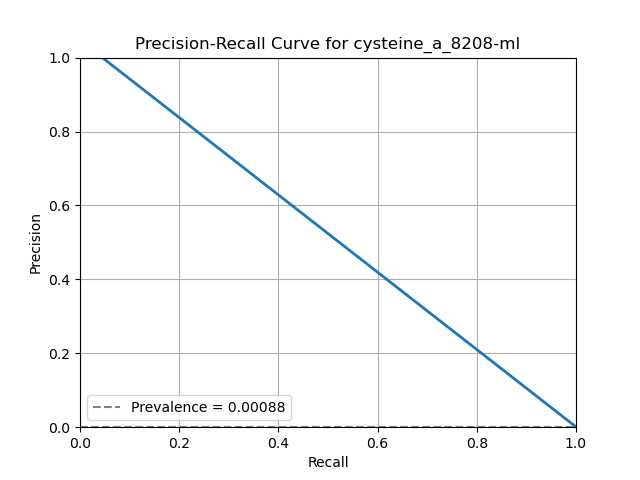 Precision-Recall Curve for cysteine_a_8208-ml
1.0
0.8
0.6
0.4
0.2
0.0
Precision
Prevalence = 0.00088
0.0 0.2 0.4 0.6 0.8 1.0
Recall